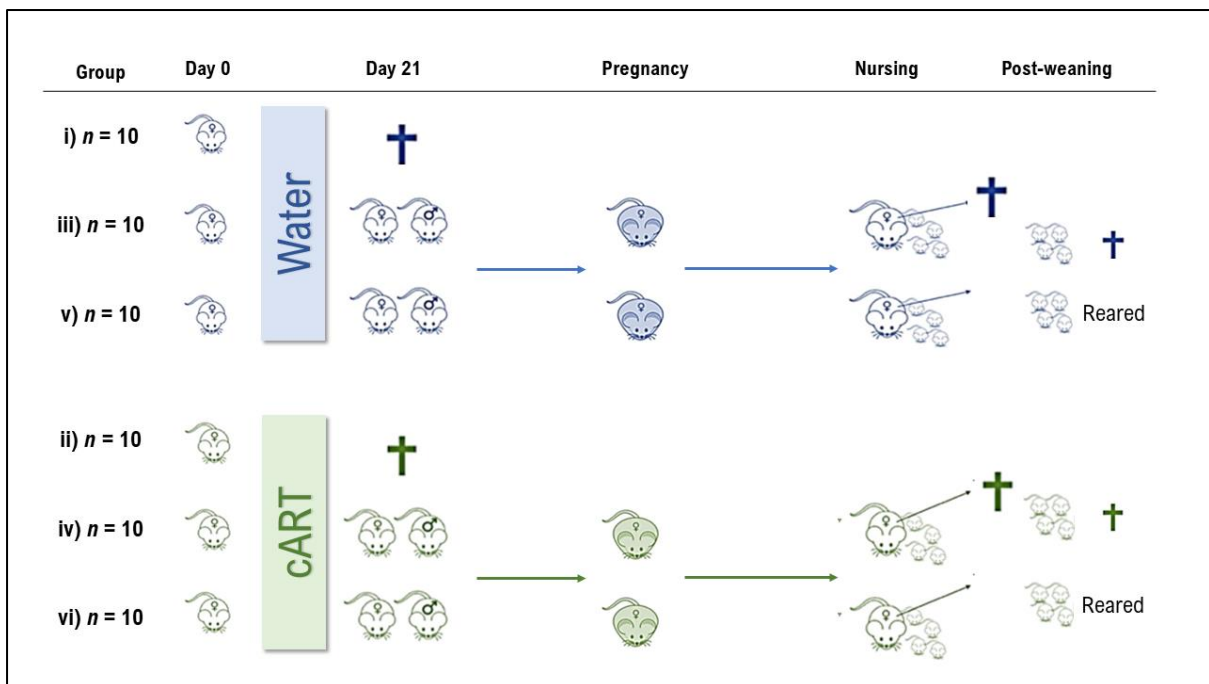 Group Day 0 Day 21 Pregnancy Nursing Post-weaning
i) n = 10
iii) n = 10
v) n = 10
Water
Reared
ii) n = 10
iv) n = 10
vi) n = 10
cART
Reared